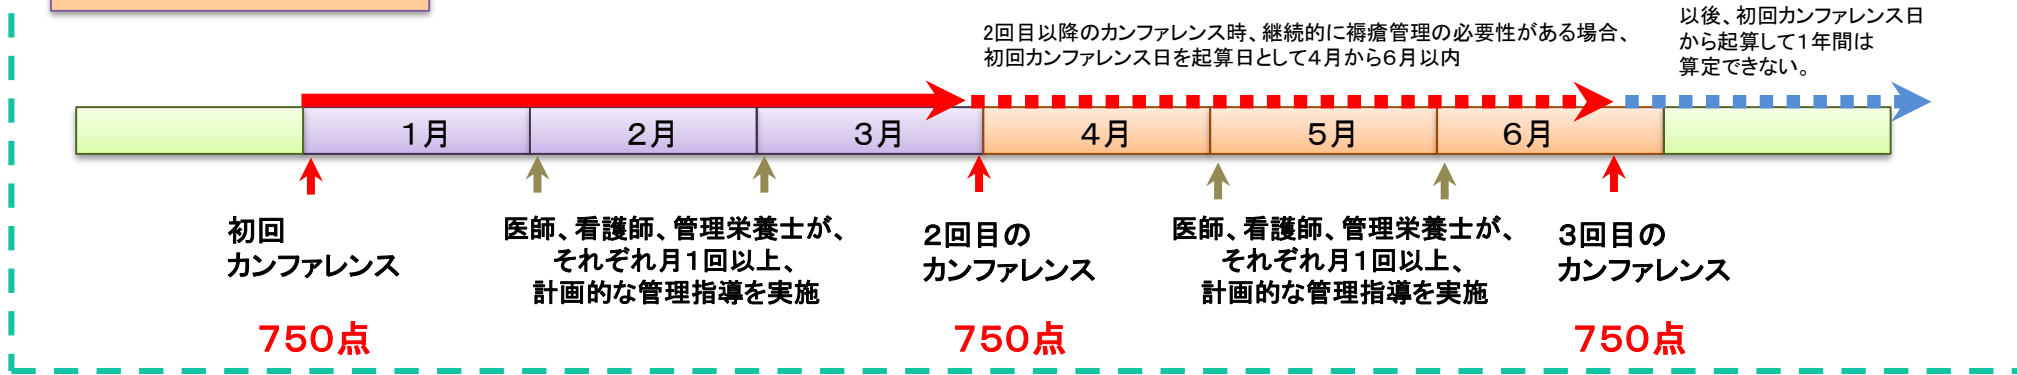 2回目以降のカンファレンス時、継続的に褥瘡管理の必要性がある場合、
初回カンファレンス日を起算日として4月から6月以内
以後、初回カンファレンス日
から起算して1年間は
算定できない。
1月
2月
3月
4月
5月
6月
初回
カンファレンス
医師、看護師、管理栄養士が、
それぞれ月1回以上、
計画的な管理指導を実施
2回目の
カンファレンス
医師、看護師、管理栄養士が、
それぞれ月1回以上、
計画的な管理指導を実施
3回目の
カンファレンス
750点
750点
750点